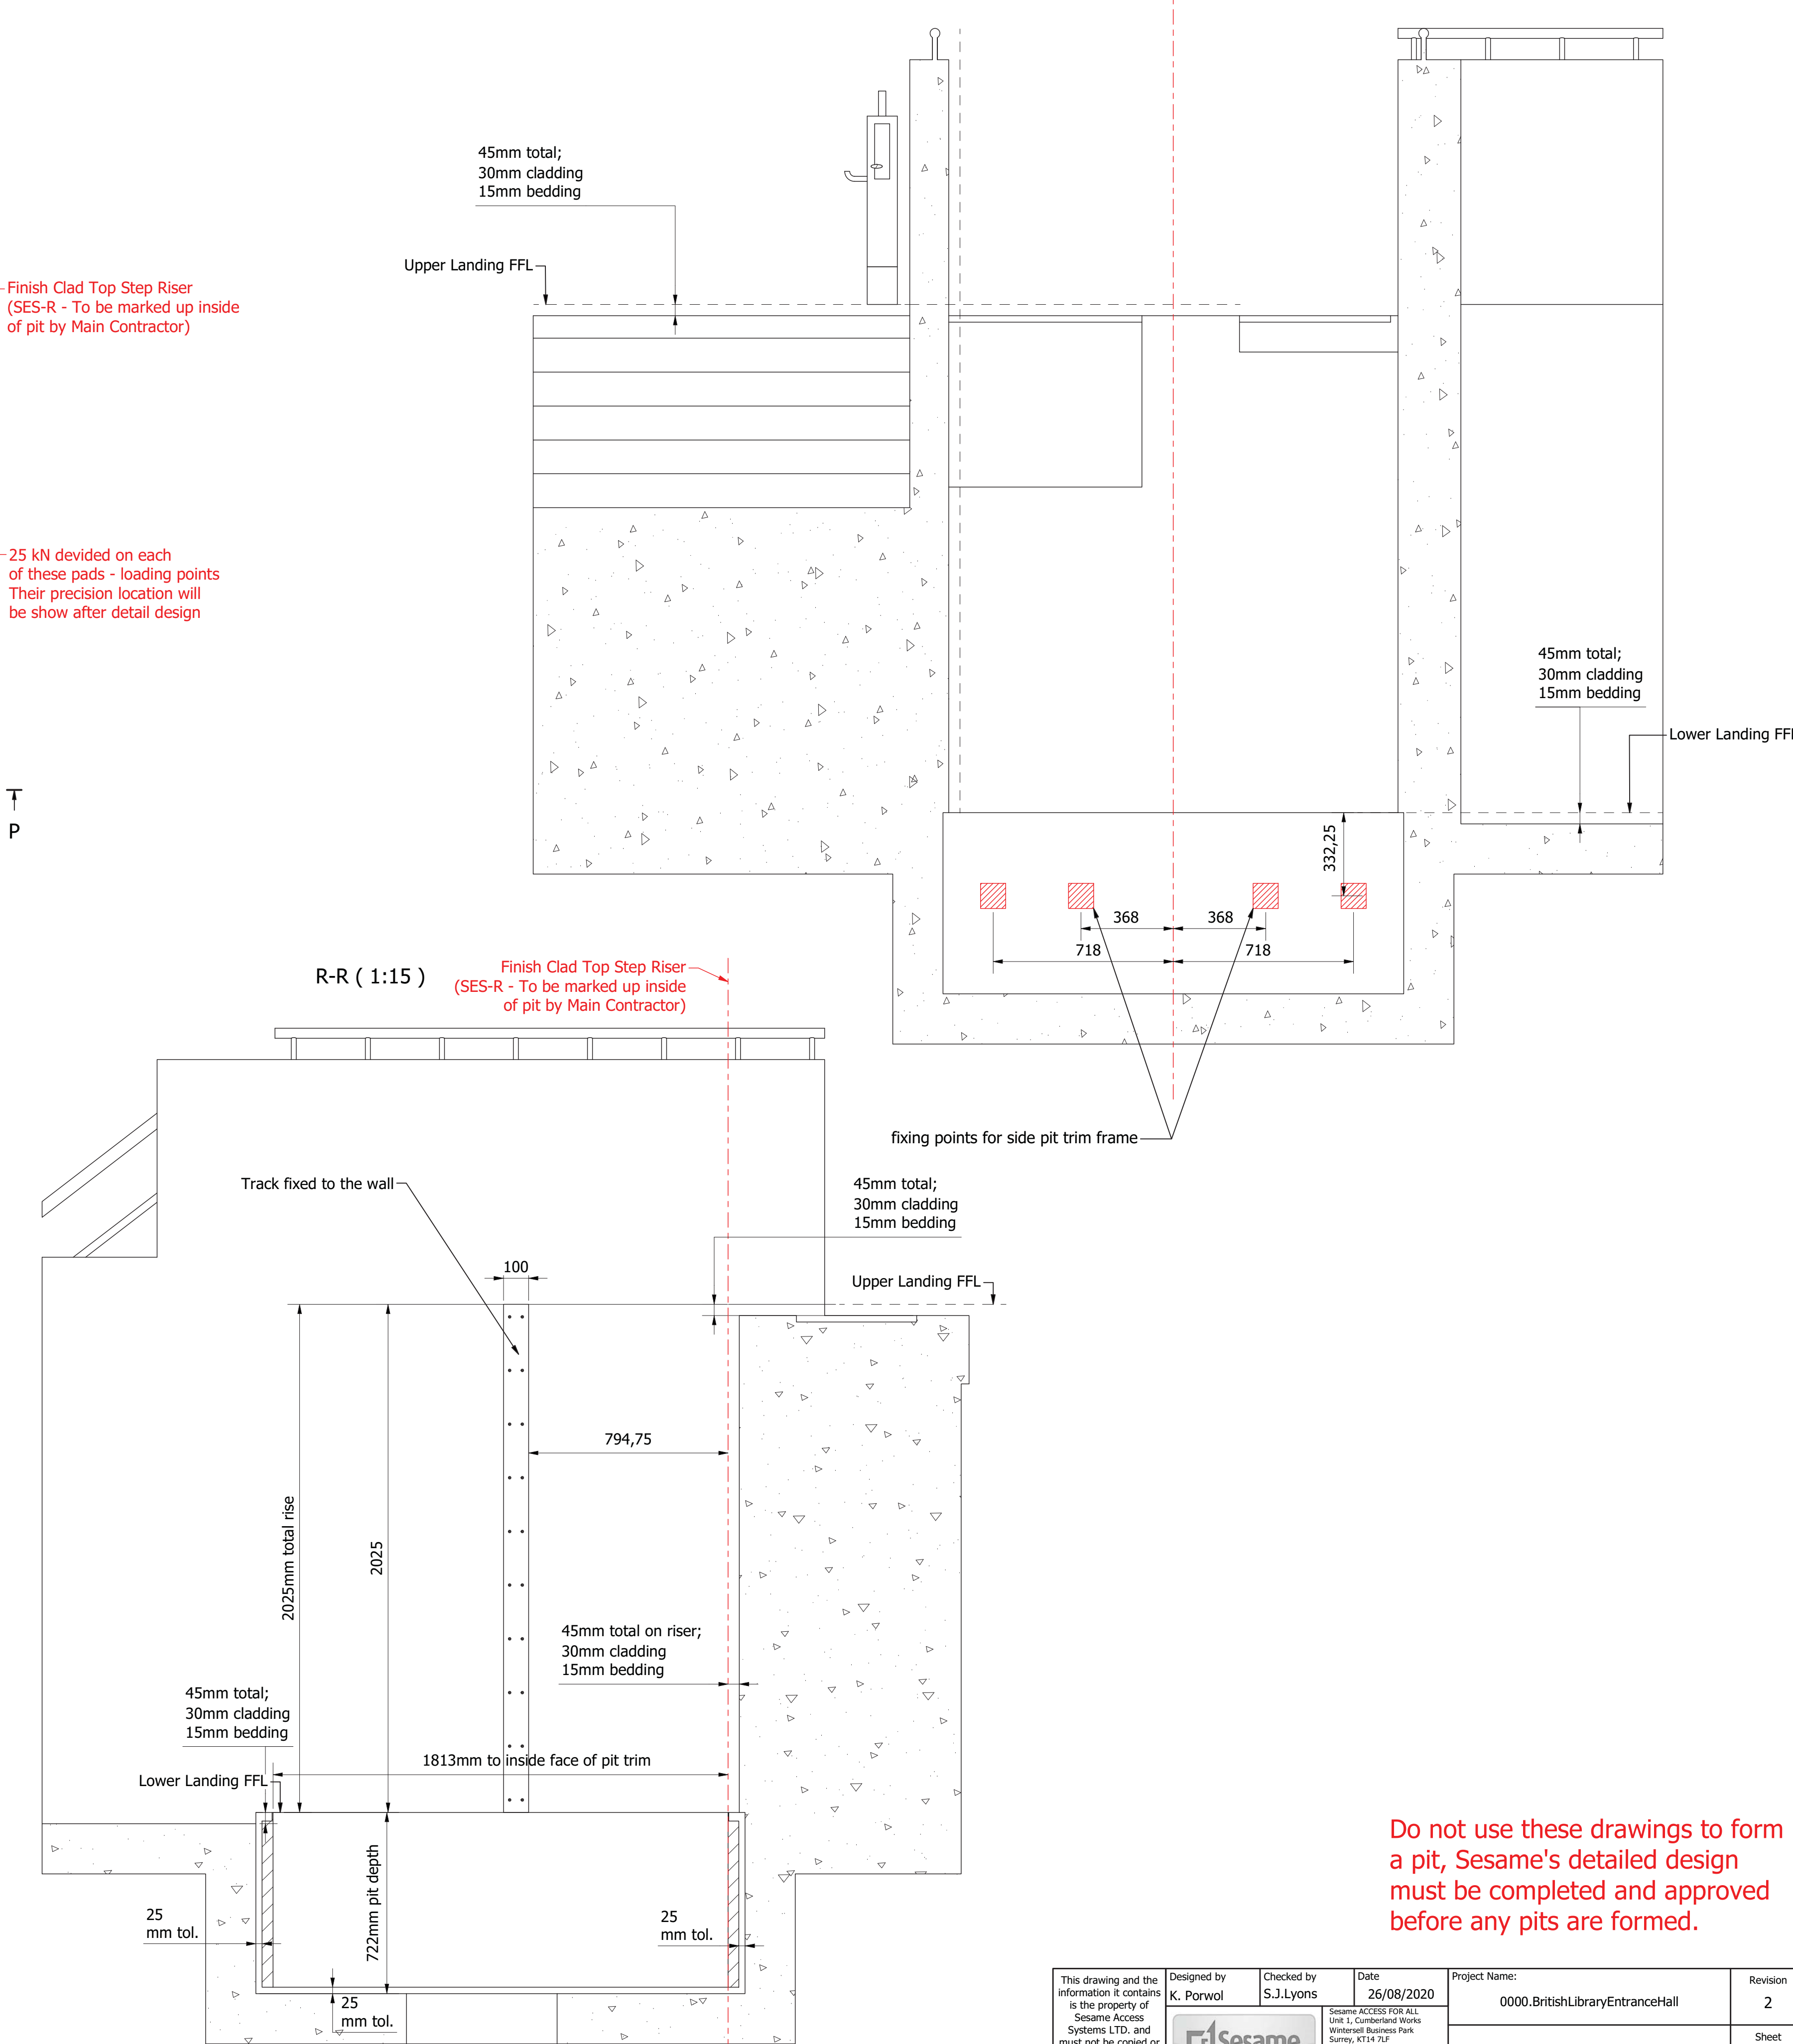 45mm total;
30mm cladding
15mm bedding
Upper Landing FFL
Finish Clad Top Step Riser
(SES-R - To be marked up inside
of pit by Main Contractor)
25 kN devided on each
of these pads - loading points
Their precision location will
be show after detail design
P
45mm total;
30mm cladding
15mm bedding
Lower Landing FFL
332,25
368
368
718
718
fixing points for side pit trim frame
R-R ( 1:15 )
Finish Clad Top Step Riser
(SES-R - To be marked up inside
of pit by Main Contractor)
Track fixed to the wall
45mm total;
30mm cladding
15mm bedding
100
Upper Landing FFL
794,75
2025mm total rise
2025
45mm total on riser;
30mm cladding
15mm bedding
45mm total;
30mm cladding
15mm bedding
1813mm to inside face of pit trim
Lower Landing FFL
722mm pit depth
25
mm tol.
25
mm tol.
25
mm tol.
Do not use these drawings to form
a pit, Sesame's detailed design
must be completed and approved
before any pits are formed.
This drawing and the
information it contains
is the property of
Sesame Access
Systems LTD. and
must not be copied or
Designed by
K. Porwol
Checked by
S.J.Lyons
Date
26/08/2020
Project Name:
0000.BritishLibraryEntranceHall
Revision
2
Sesame
Sesame ACCESS FOR ALL
Unit 1, Cumberland Works
Wintersell Business Park
Surrey, KT14 7LF
Sheet